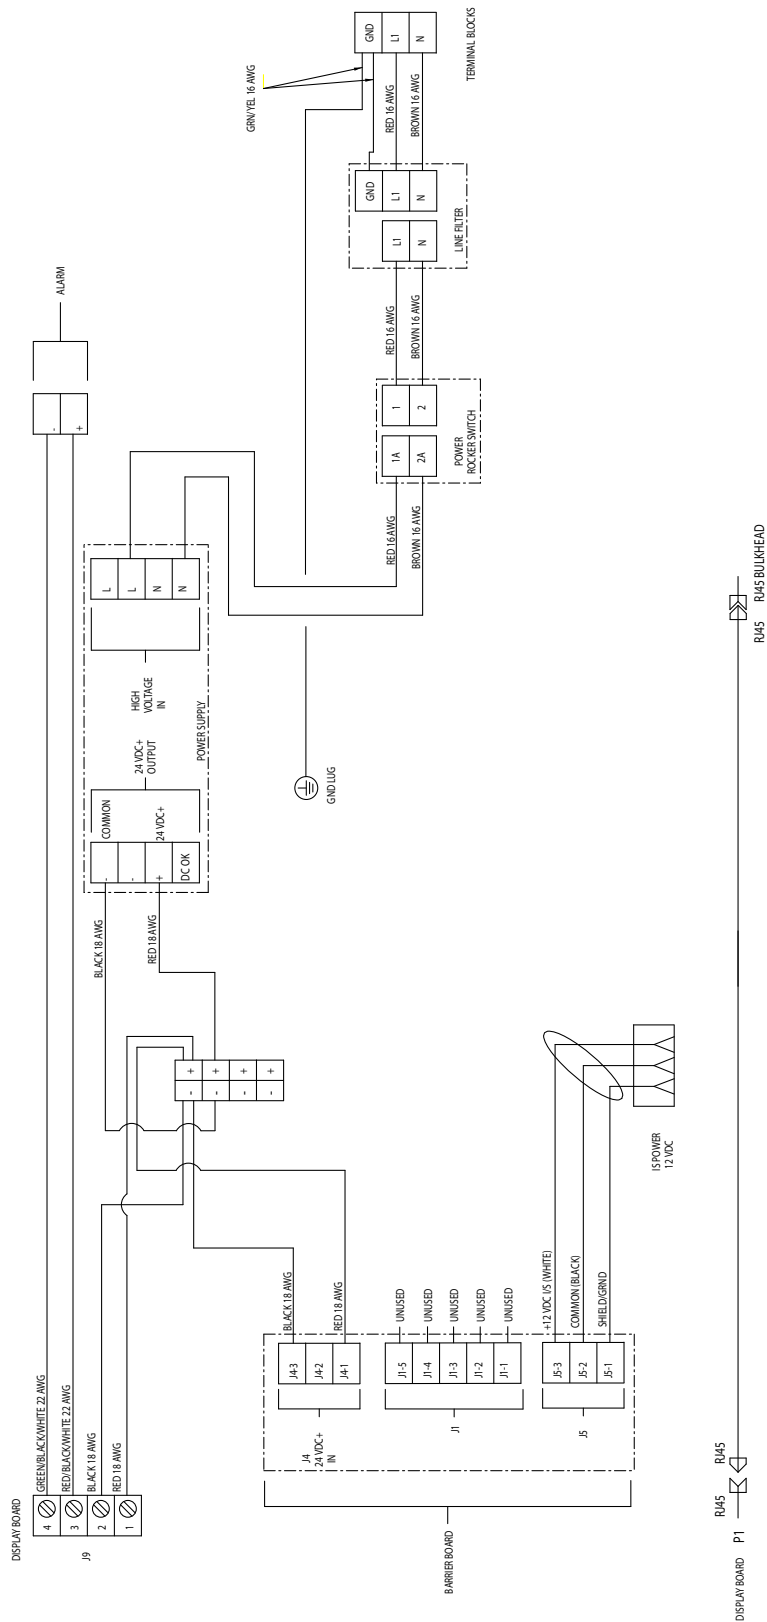 DISPLAY BOARD
J9
4
3
2
1
GREEN/BLACK/WHITE 22 AWG
RED/BLACK/WHITE 22 AWG
BLACK 18 AWG
RED 18 AWG
-
+
ALARM
BARRIER BOARD
J4
24 VDC+
IN
J4-3
J4-2
J4-1
BLACK 18 AWG
RED 18 AWG
J1
J1-5
J1-4
J1-3
J1-2
J1-1
UNUSED
UNUSED
UNUSED
UNUSED
UNUSED
J5
J5-3
J5-2
J5-1
+12 VDC I/S (WHITE)
COMMON (BLACK)
SHIELD/GRND
IS POWER
12 VDC
- +
- +
- +
- +
BLACK 18 AWG
RED 18 AWG
-
-
+
DC OK
COMMON
24 VDC+
24 VDC+
OUTPUT
POWER SUPPLY
HIGH
VOLTAGE
IN
L
L
N
N
GND LUG
RED 16 AWG
BROWN 16 AWG
1A
2A
1
2
POWER
ROCKER SWITCH
RED 16 AWG
BROWN 16 AWG
L1
N
GND
L1
N
LINE FILTER
GRN/YEL 16 AWG
RED 16 AWG
BROWN 16 AWG
GND
L1
N
TERMINAL BLOCKS
DISPLAY BOARD P1
RJ45
RJ45
RJ45
RJ45 BULKHEAD